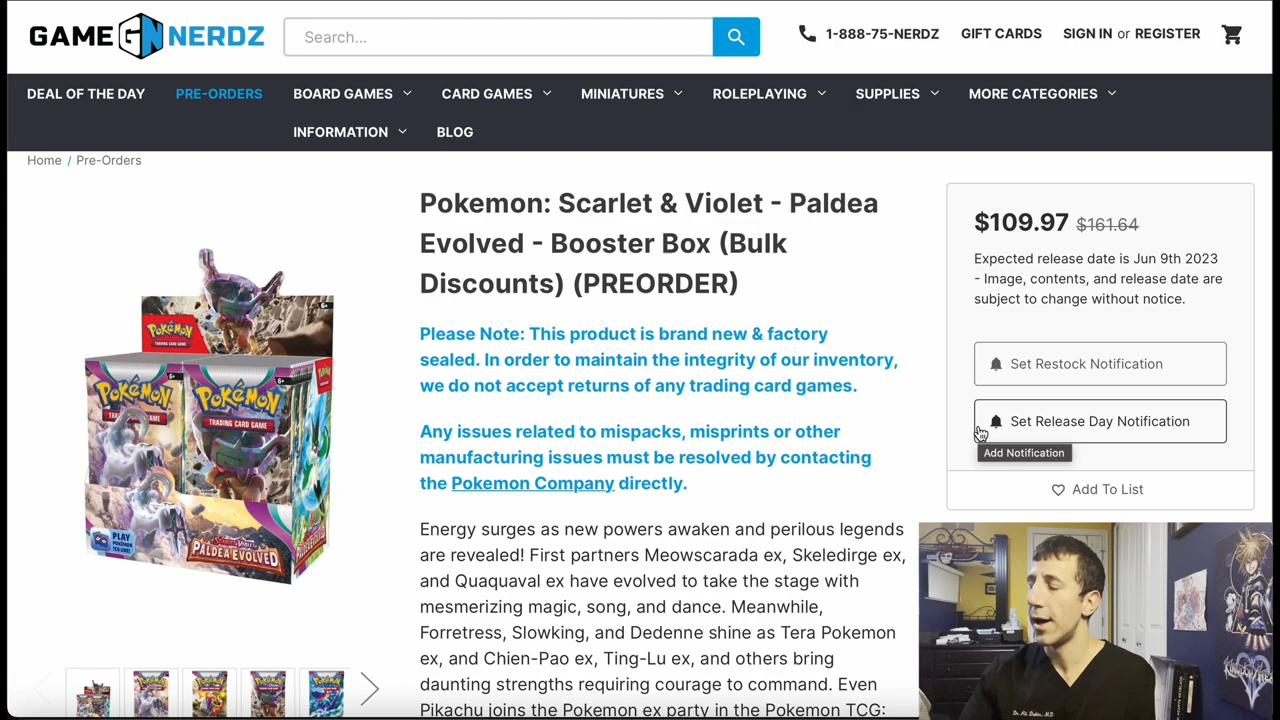 GAME NERDZ
Search...
1-888-75-NERDZ
GIFT CARDS
SIGN IN or REGISTER
DEAL OF THE DAY
PRE-ORDERS
BOARD GAMES
CARD GAMES
MINIATURES
ROLEPLAYING
SUPPLIES
MORE CATEGORIES
INFORMATION
BLOG
Home / Pre-Orders
Pokemon: Scarlet & Violet - Paldea
Evolved - Booster Box (Bulk
Discounts) (PREORDER)
Please Note: This product is brand new & factory
sealed. In order to maintain the integrity of our inventory,
we do not accept returns of any trading card games.
Any issues related to mispacks, misprints or other
manufacturing issues must be resolved by contacting
the Pokemon Company directly.
Energy surges as new powers awaken and perilous legends
are revealed! First partners Meowscarada ex, Skeledirge ex,
and Quaquaval ex have evolved to take the stage with
mesmerizing magic, song, and dance. Meanwhile,
Forretress, Slowking, and Dedenne shine as Tera Pokemon
ex, and Chien-Pao ex, Ting-Lu ex, and others bring
daunting strengths requiring courage to command. Even
Pikachu joins the Pokemon ex party in the Pokemon TCG:
$109.97 $161.64
Expected release date is Jun 9th 2023
- Image, contents, and release date are
subject to change without notice.
Set Restock Notification
Set Release Day Notification
Add Notification
Add To List
POKÉMON
TRADING CARD GAME
6+
POKÉMON
6+
POKÉMON
TRADING CARD GAME
6+
PLAY
POKÉMON
TCG LIVE!
PALDEA EVOLVED
KINGDOM